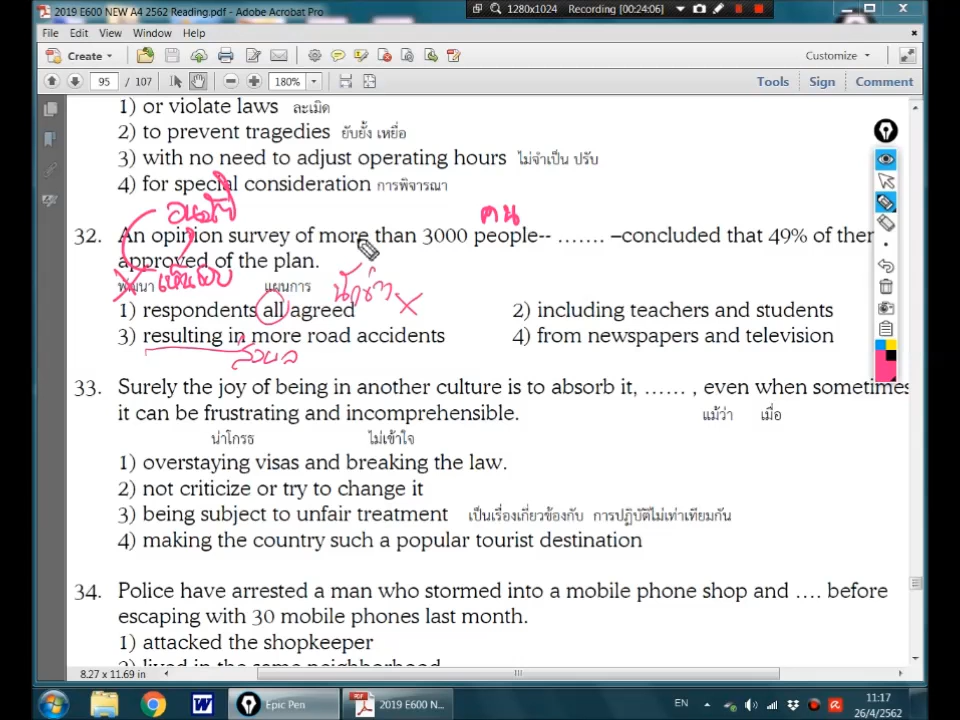 2019 E600 NEW A4 2562 Reading.pdf - Adobe Acrobat Pro
1280x1024 Recording [00:24:06]
File Edit View Window Help
Create Customize
95 / 107 180% Tools Sign Comment
1) or violate laws ละเมิด
2) to prevent tragedies ยับยั้ง เหยื่อ
3) with no need to adjust operating hours ไม่จำเป็น ปรับ
4) for special consideration การพิจารณา
คน
32. An opinion survey of more than 3000 people-- ……. –concluded that 49% of ther
approved of the plan.
พัฒนา แผนการ
1) respondents all agreed 2) including teachers and students
3) resulting in more road accidents 4) from newspapers and television
33. Surely the joy of being in another culture is to absorb it, …… , even when sometimes
it can be frustrating and incomprehensible. แม้ว่า เมื่อ
น่าโกรธ ไม่เข้าใจ
1) overstaying visas and breaking the law.
2) not criticize or try to change it
3) being subject to unfair treatment เป็นเรื่องเกี่ยวข้องกับ การปฏิบัติไม่เท่าเทียมกัน
4) making the country such a popular tourist destination
34. Police have arrested a man who stormed into a mobile phone shop and …. before
escaping with 30 mobile phones last month.
1) attacked the shopkeeper
2) lived in the same neighborhood
8.27 x 11.69 in
Epic Pen 2019 E600 N... EN 11:17
26/4/2562